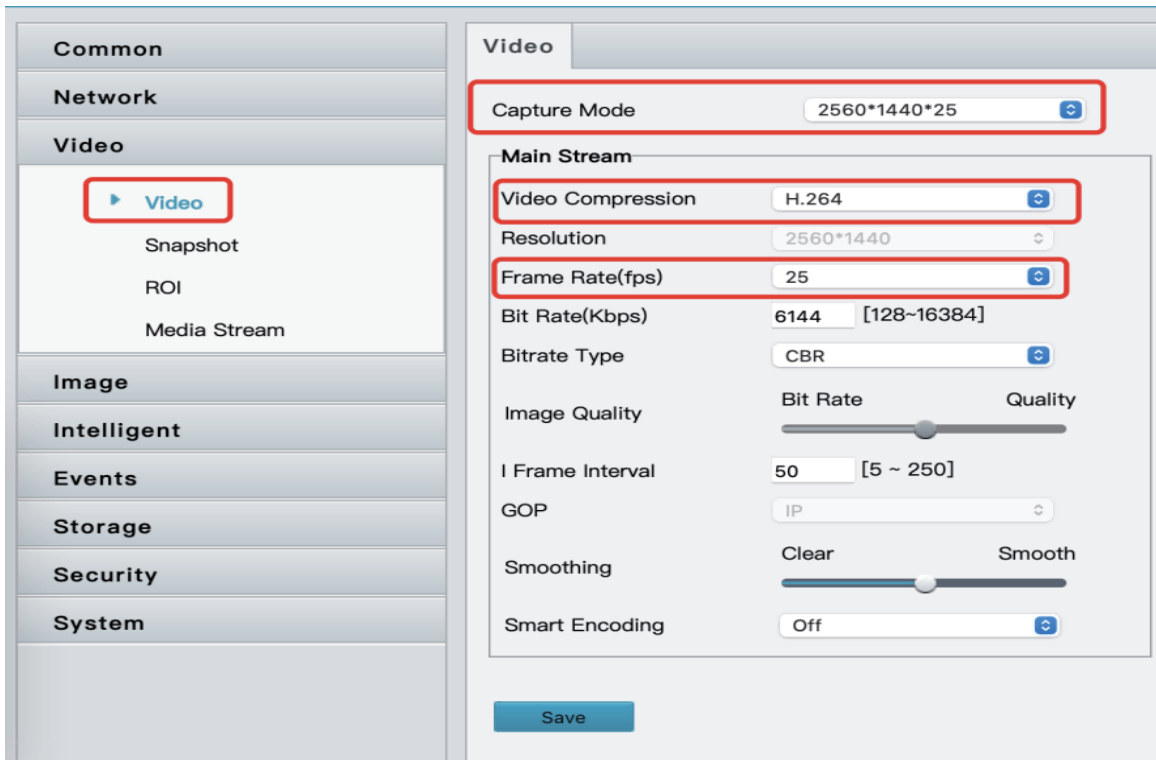 Common
Network
Video
Video
Snapshot
ROI
Media Stream
Image
Intelligent
Events
Storage
Security
System
Video
Capture Mode 2560*1440*25
Main Stream
Video Compression H.264
Resolution 2560*1440
Frame Rate(fps) 25
Bit Rate(Kbps) 6144 [128~16384]
Bitrate Type CBR
Bit Rate Quality
Image Quality
I Frame Interval 50 [5 ~ 250]
GOP IP
Clear Smooth
Smoothing
Smart Encoding Off
Save